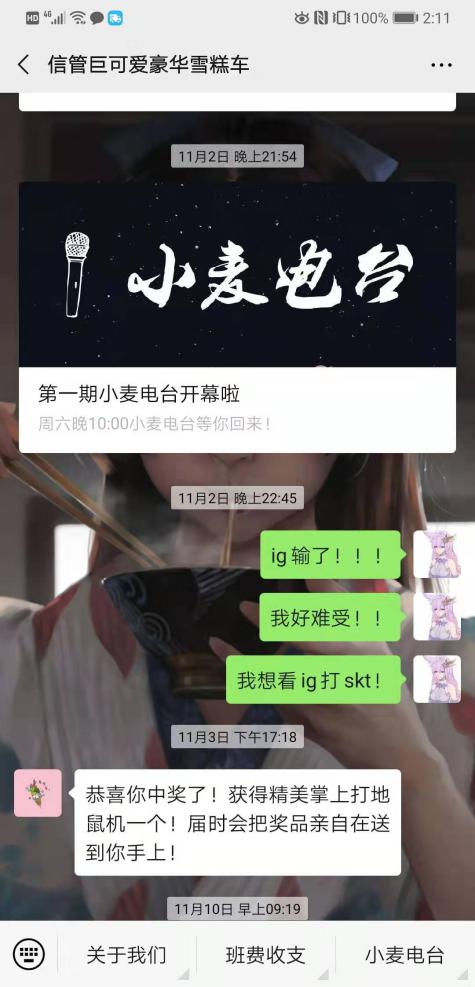 HD 4G 100% 2:11
信管巨可爱豪华雪糕车
11月2日 晚上21:54
小麦电台
第一期小麦电台开幕啦
周六晚10:00小麦电台等你回来！
11月2日 晚上22:45
ig输了！！！
我好难受！！
我想看ig打skt！
11月3日 下午17:18
恭喜你中奖了！获得精美掌上打地
鼠机一个！届时会把奖品亲自在送
到你手上！
11月10日 早上09:19
关于我们 班费收支 小麦电台